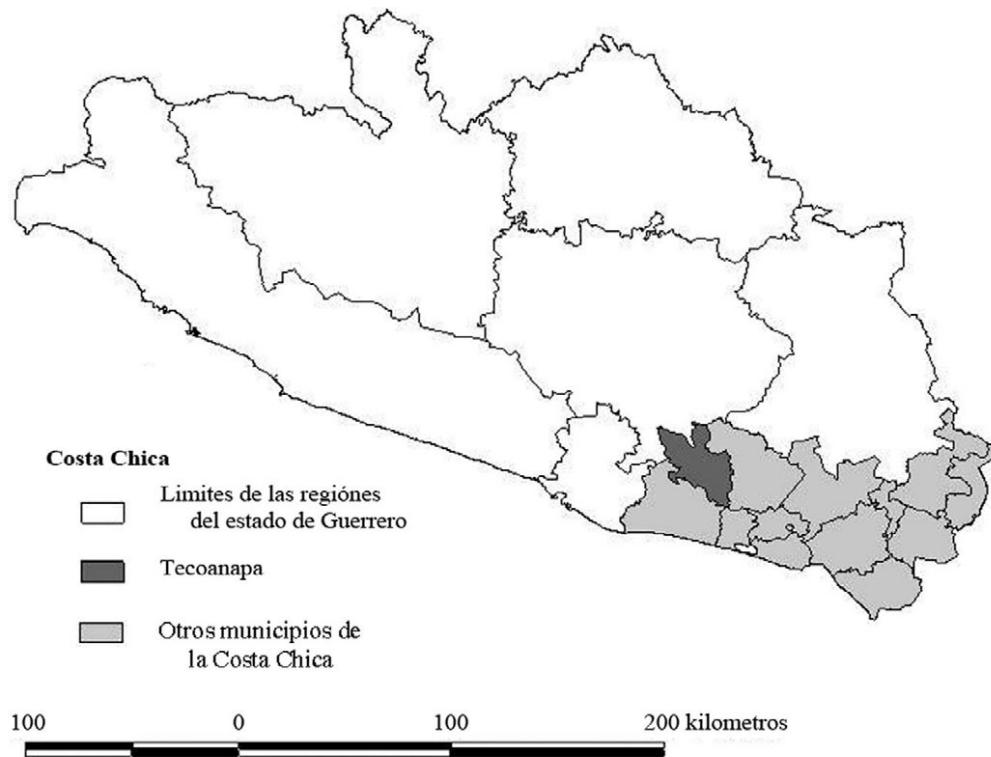 Costa Chica
Limites de las regiónes
del estado de Guerrero
Tecoanapa
Otros municipios de
la Costa Chica
100 0 100 200 kilometros